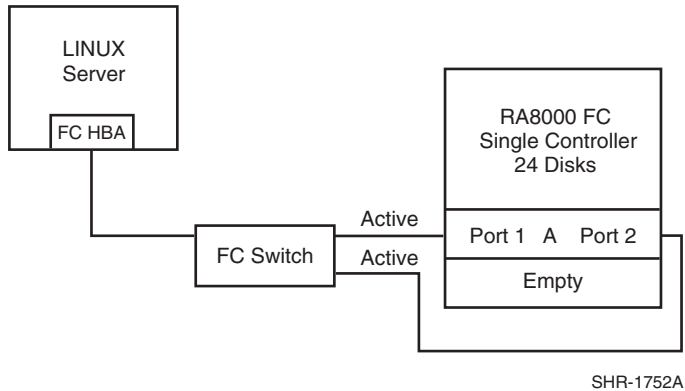 LINUX
Server
FC HBA
RA8000 FC
Single Controller
24 Disks
Active
Port 1 A Port 2
FC Switch
Active
Empty
SHR-1752A